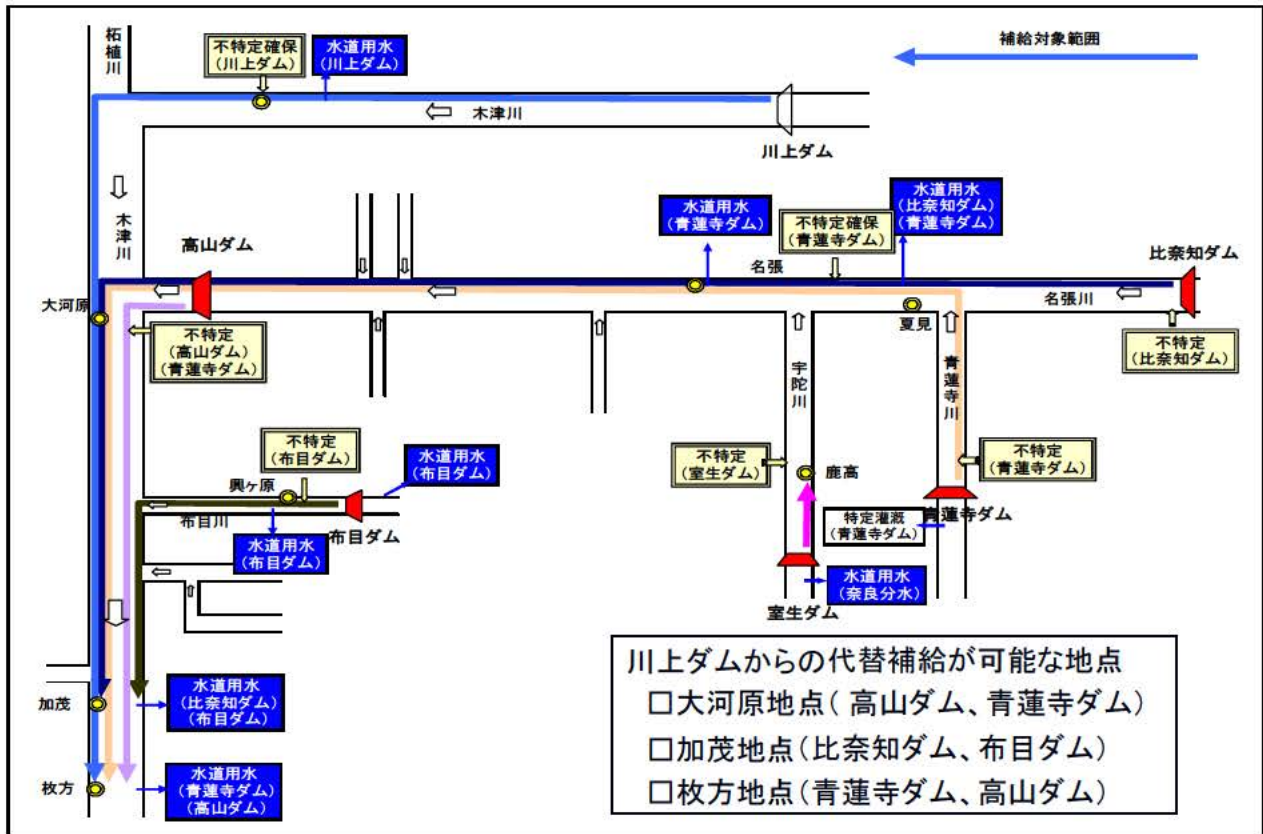 柘植川
不特定確保
(川上ダム)
水道用水
(川上ダム)
補給対象範囲
木津川
川上ダム
木津川
高山ダム
水道用水
(青蓮寺ダム)
不特定確保
(青蓮寺ダム)
水道用水
(比奈知ダム)
(青蓮寺ダム)
比奈知ダム
名張
名張川
大河原
夏見
不特定
(高山ダム)
(青蓮寺ダム)
不特定
(比奈知ダム)
宇陀川
青蓮寺川
不特定
(布目ダム)
水道用水
(布目ダム)
不特定
(室生ダム)
鹿高
不特定
(青蓮寺ダム)
興ヶ原
布目川
布目ダム
特定灌漑
(青蓮寺ダム)
青蓮寺ダム
水道用水
(布目ダム)
水道用水
(奈良分水)
室生ダム
川上ダムからの代替補給が可能な地点
□大河原地点( 高山ダム、青蓮寺ダム)
□加茂地点(比奈知ダム、布目ダム)
□枚方地点(青蓮寺ダム、高山ダム)
加茂
水道用水
(比奈知ダム)
(布目ダム)
枚方
水道用水
(青蓮寺ダム)
(高山ダム)